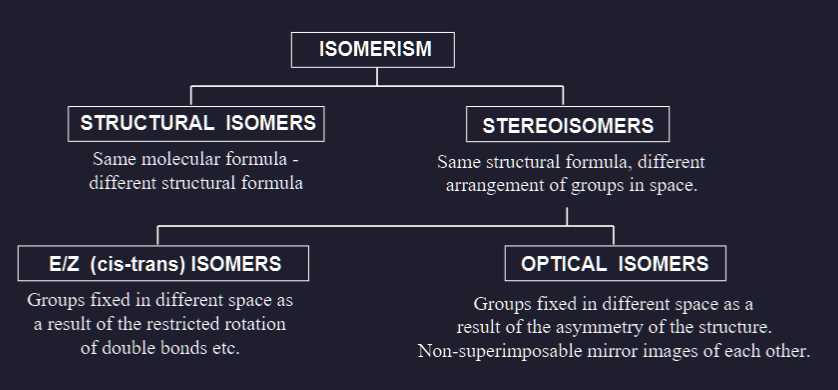 ISOMERISM
STRUCTURAL ISOMERS
Same molecular formula -
different structural formula
STEREOISOMERS
Same structural formula, different
arrangement of groups in space.
E/Z (cis-trans) ISOMERS
Groups fixed in different space as
a result of the restricted rotation
of double bonds etc.
OPTICAL ISOMERS
Groups fixed in different space as a
result of the asymmetry of the structure.
Non-superimposable mirror images of each other.